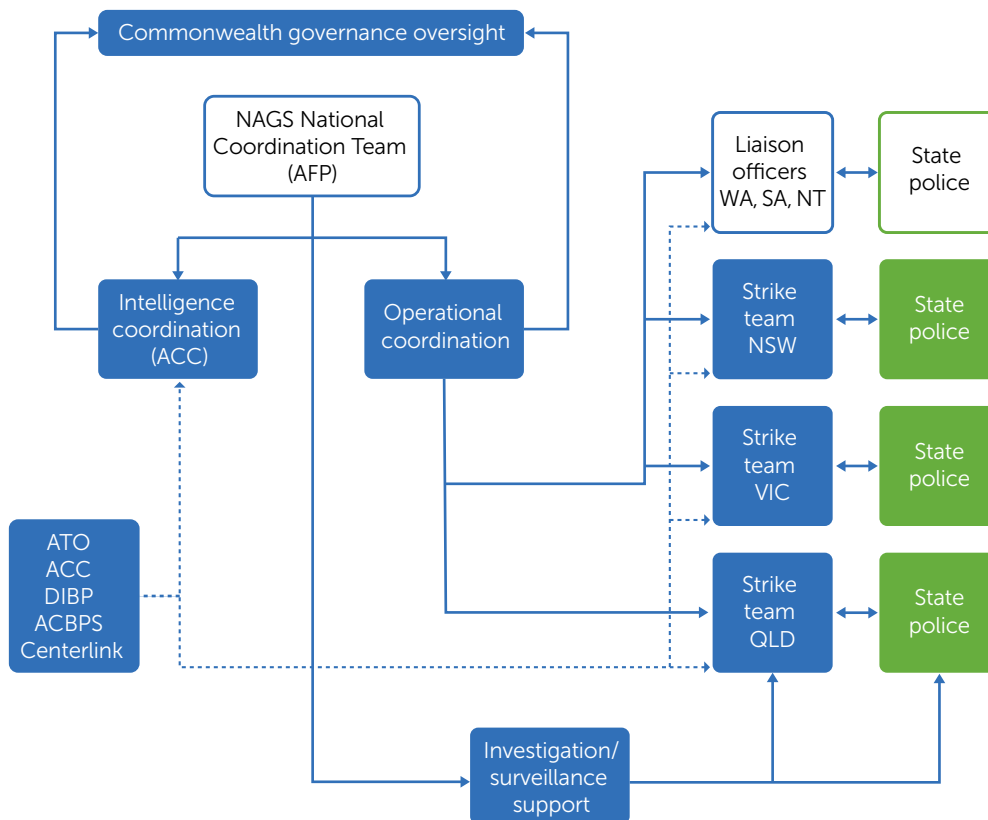 Commonwealth governance oversight
NAGS National
Coordination Team
(AFP)
Liaison
officers
WA, SA, NT
State
police
Intelligence
coordination
(ACC)
Operational
coordination
Strike
team
NSW
State
police
Strike
team
VIC
State
police
ATO
ACC
DIBP
ACBPS
Centerlink
Strike
team
QLD
State
police
Investigation/
surveillance
support